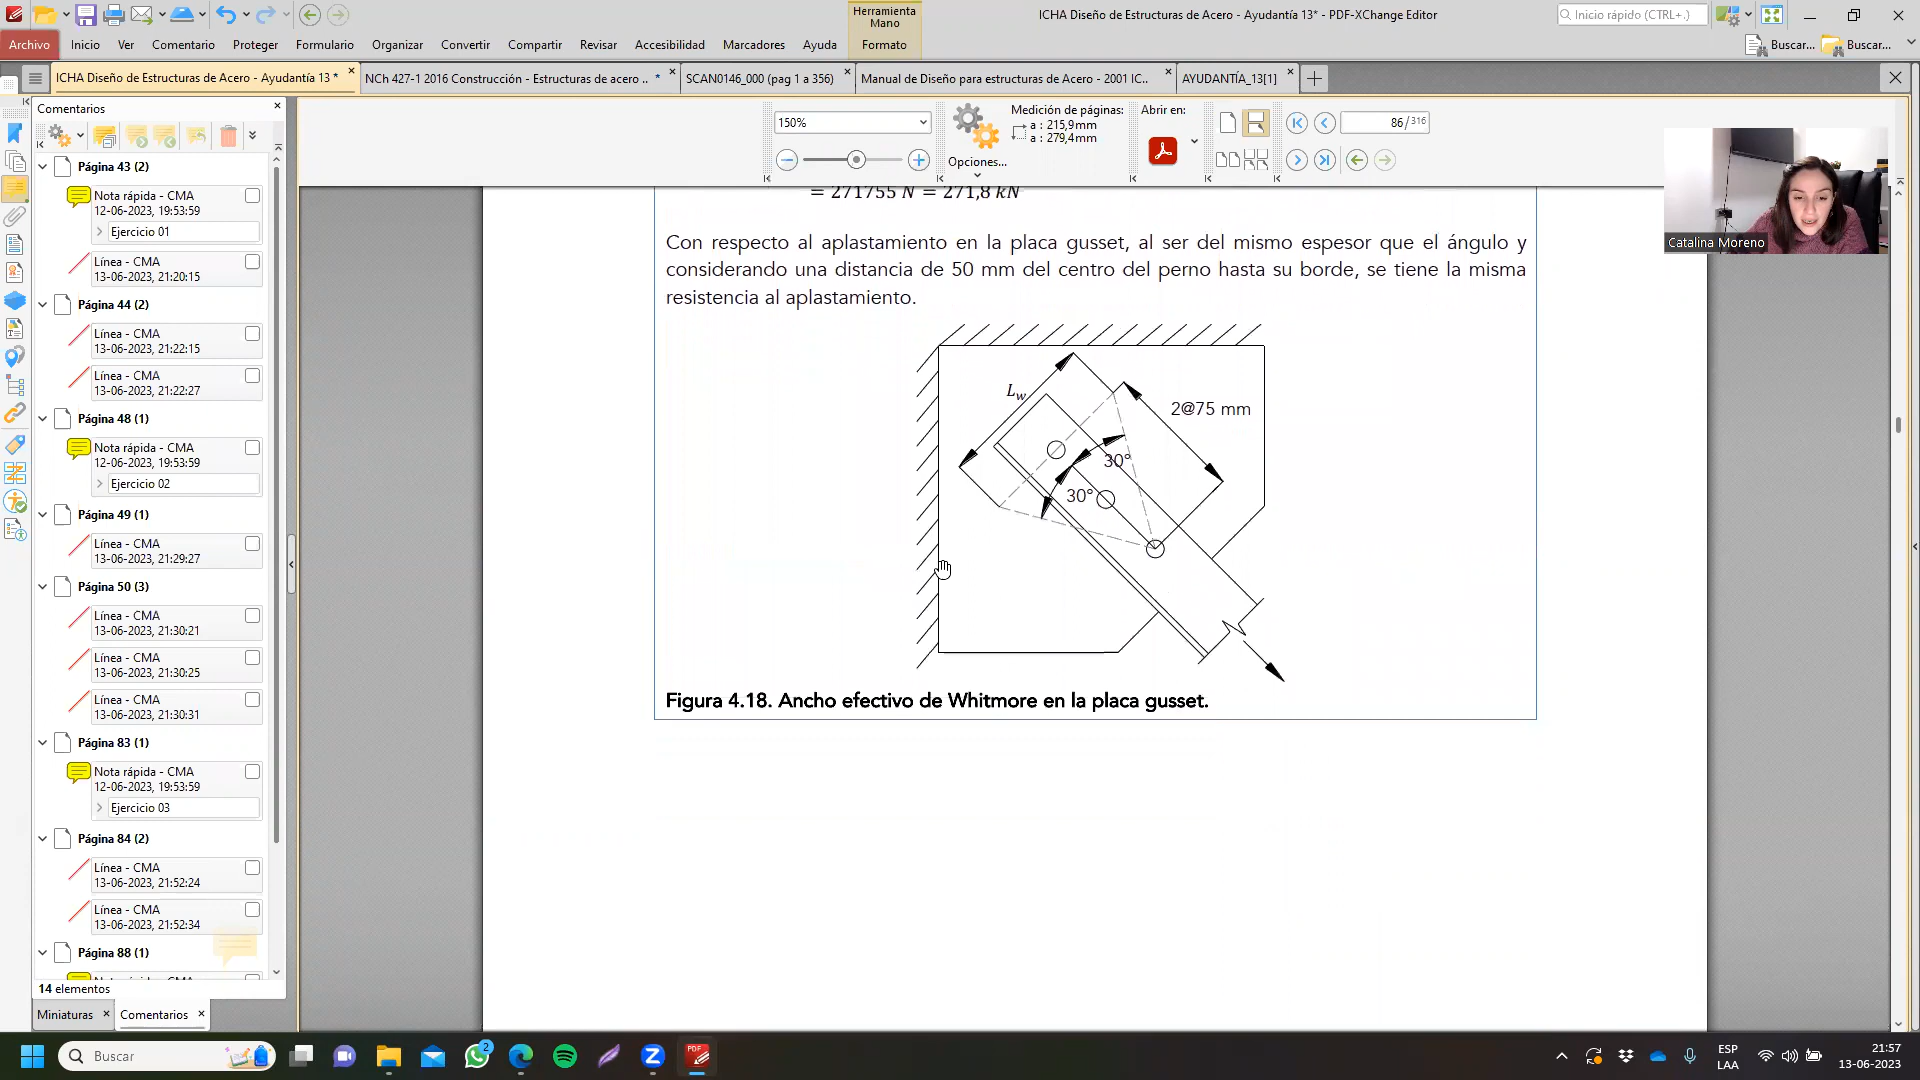 Herramienta
Mano
ICHA Diseño de Estructuras de Acero - Ayudantía 13* - PDF-XChange Editor
Inicio rápido (CTRL+.)
Archivo Inicio Ver Comentario Proteger Formulario Organizar Convertir Compartir Revisar Accesibilidad Marcadores Ayuda Formato
Buscar... Buscar...
ICHA Diseño de Estructuras de Acero - Ayudantía 13 *
NCh 427-1 2016 Construcción - Estructuras de acero .. *
SCAN0146_000 (pag 1 a 356)
Manual de Diseño para estructuras de Acero - 2001 IC..
AYUDANTÍA_13[1]
Comentarios
150%
Opciones...
Medición de páginas:
a : 215,9mm
a : 279,4mm
Abrir en:
86 / 316
Página 43 (2)
Nota rápida - CMA
12-06-2023, 19:53:59
Ejercicio 01
Línea - CMA
13-06-2023, 21:20:15
Página 44 (2)
Línea - CMA
13-06-2023, 21:22:15
Línea - CMA
13-06-2023, 21:22:27
Página 48 (1)
Nota rápida - CMA
12-06-2023, 19:53:59
Ejercicio 02
Página 49 (1)
Línea - CMA
13-06-2023, 21:29:27
Página 50 (3)
Línea - CMA
13-06-2023, 21:30:21
Línea - CMA
13-06-2023, 21:30:25
Línea - CMA
13-06-2023, 21:30:31
Página 83 (1)
Nota rápida - CMA
12-06-2023, 19:53:59
Ejercicio 03
Página 84 (2)
Línea - CMA
13-06-2023, 21:52:24
Línea - CMA
13-06-2023, 21:52:34
Página 88 (1)
14 elementos
Miniaturas Comentarios
= 271755 N = 271,8 kN
Con respecto al aplastamiento en la placa gusset, al ser del mismo espesor que el ángulo y
considerando una distancia de 50 mm del centro del perno hasta su borde, se tiene la misma
resistencia al aplastamiento.
Lw
2@75 mm
30°
30°
Figura 4.18. Ancho efectivo de Whitmore en la placa gusset.
Catalina Moreno
Buscar
2
PDF
ESP
LAA
21:57
13-06-2023